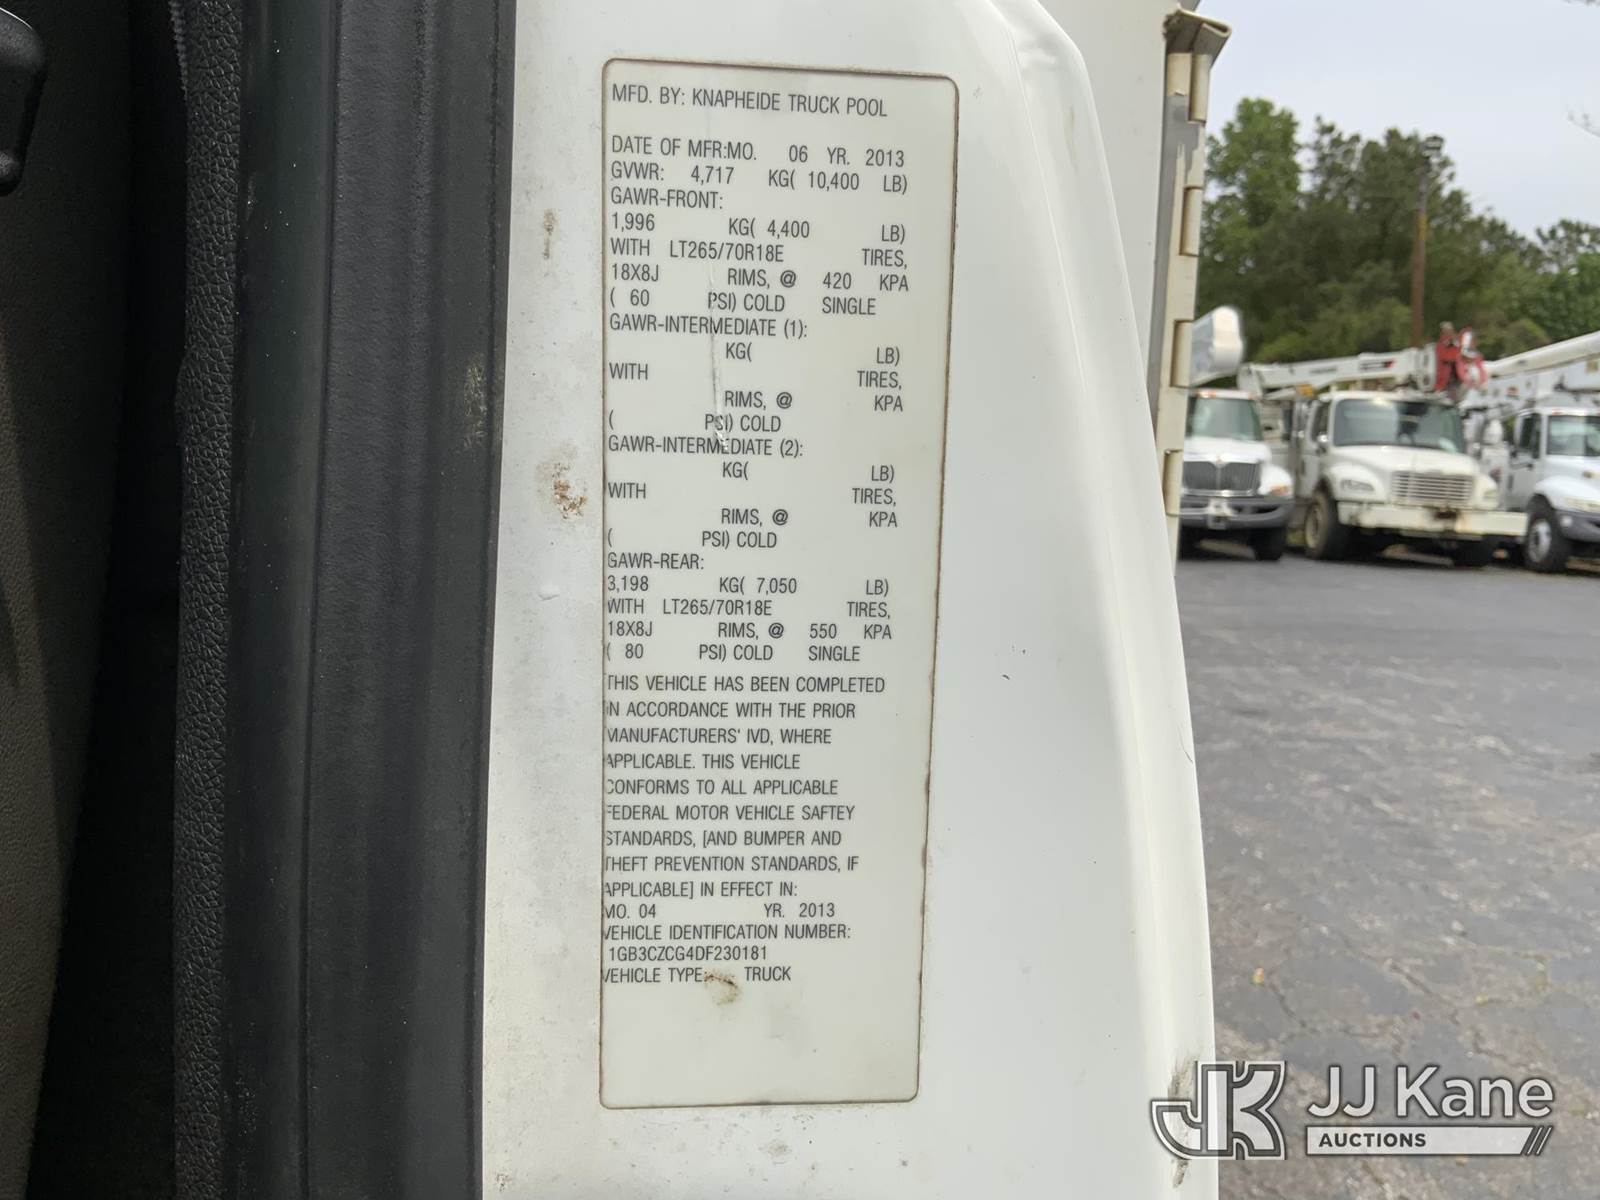 MFD. BY: KNAPHEIDE TRUCK POOL
DATE OF MFR:MO. 06 YR. 2013
GVWR: 4,717 KG( 10,400 LB)
GAWR-FRONT:
1,996 KG( 4,400 LB)
WITH LT265/70R18E TIRES,
18X8J RIMS, @ 420 KPA
( 60 PSI) COLD SINGLE
GAWR-INTERMEDIATE (1):
KG( LB)
WITH TIRES,
RIMS, @ KPA
( PSI) COLD
GAWR-INTERMEDIATE (2):
KG( LB)
WITH TIRES,
RIMS, @ KPA
( PSI) COLD
GAWR-REAR:
3,198 KG( 7,050 LB)
WITH LT265/70R18E TIRES,
18X8J RIMS, @ 550 KPA
( 80 PSI) COLD SINGLE
THIS VEHICLE HAS BEEN COMPLETED
IN ACCORDANCE WITH THE PRIOR
MANUFACTURERS' IVD, WHERE
APPLICABLE. THIS VEHICLE
CONFORMS TO ALL APPLICABLE
FEDERAL MOTOR VEHICLE SAFTEY
STANDARDS, [AND BUMPER AND
THEFT PREVENTION STANDARDS, IF
APPLICABLE] IN EFFECT IN:
MO. 04 YR. 2013
VEHICLE IDENTIFICATION NUMBER:
1GB3CZCG4DF230181
VEHICLE TYPE: TRUCK
JK JJ Kane
AUCTIONS